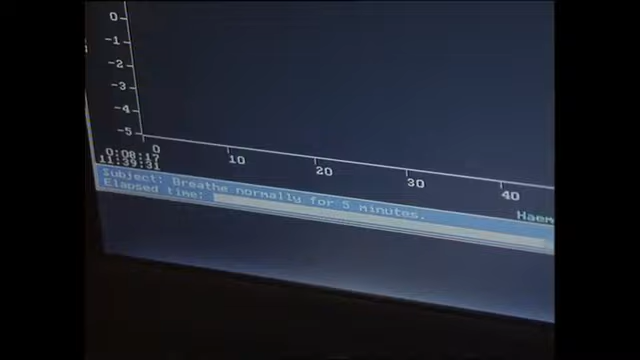 0
-1
-2
-3
-4
-5
0 10 20 30 40
0:08:17
11:39:31
Subject: Breathe normally for 5 minutes.
Elapsed time:
Haem